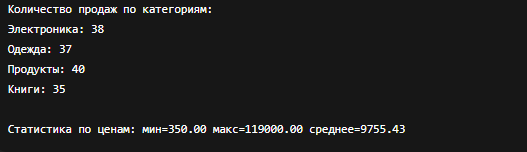 Количество продаж по категориям:
Электроника: 38
Одежда: 37
Продукты: 40
Книги: 35
Статистика по ценам: мин=350.00 макс=119000.00 среднее=9755.43